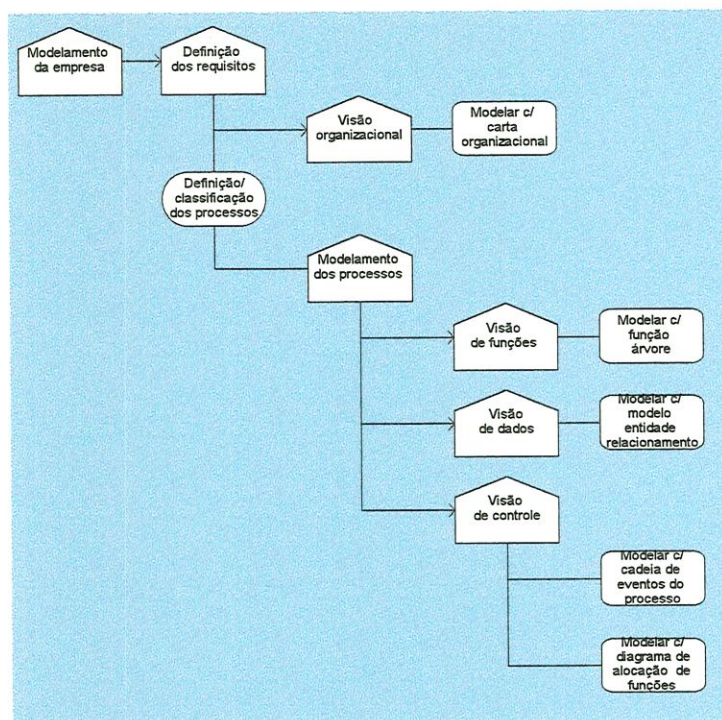 Modelamento
da empresa
Definição
dos requisitos
Visão
organizacional
Modelar c/
carta
organizacional
Definição/
classificação
dos processos
Modelamento
dos processos
Visão
de funções
Modelar c/
função
árvore
Visão
de dados
Modelar c/
modelo
entidade
relacionamento
Visão
de controle
Modelar c/
cadeia de
eventos do
processo
Modelar c/
diagrama de
alocação de
funções